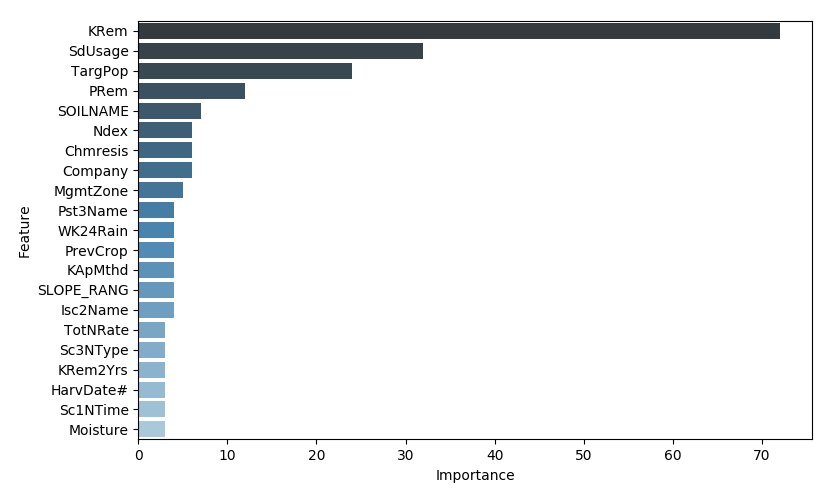 KRem
SdUsage
TargPop
PRem
SOILNAME
Ndex
Chmresis
Company
MgmtZone
Pst3Name
WK24Rain
PrevCrop
KApMthd
SLOPE_RANG
Isc2Name
TotNRate
Sc3NType
KRem2Yrs
HarvDate#
Sc1NTime
Moisture
Feature
0 10 20 30 40 50 60 70
Importance